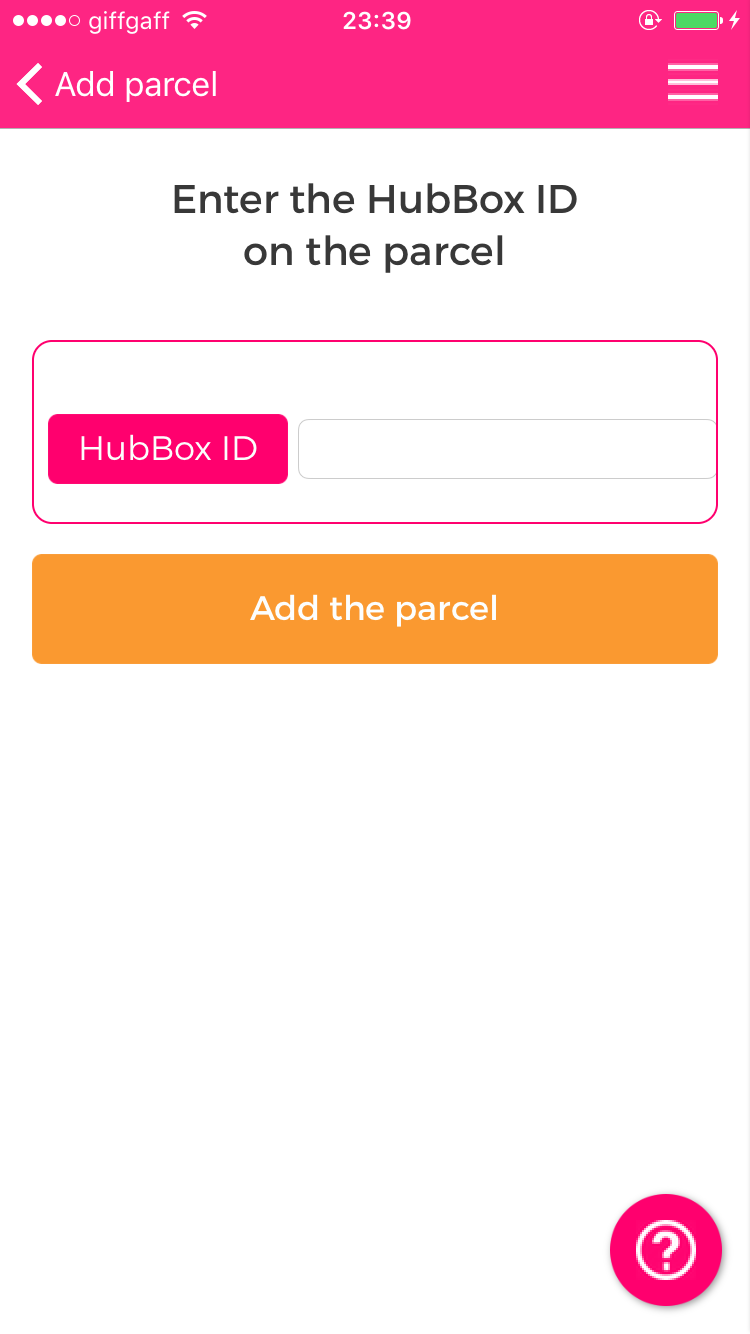 giffgaff 23:39
Add parcel
Enter the HubBox ID
on the parcel
HubBox ID
Add the parcel
?